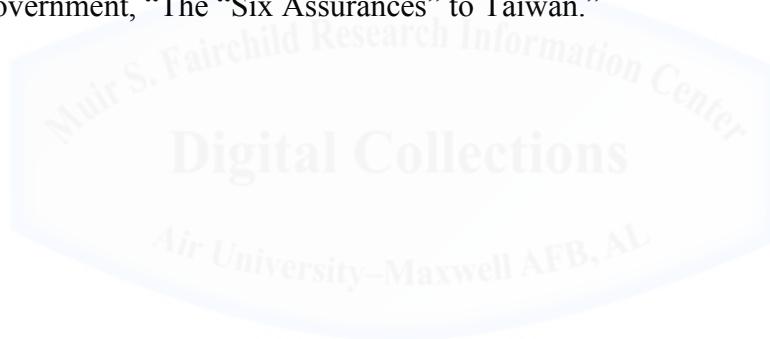 overnment, “The “Six Assurances” to Taiwan.”
Muir S. Fairchild Research Information Center
Digital Collections
Air University–Maxwell AFB, AL